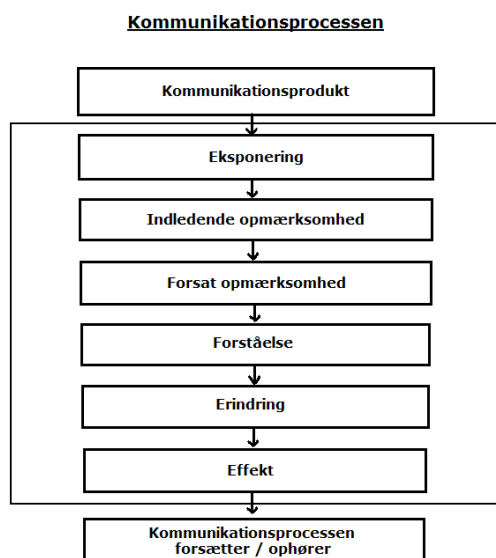 Kommunikationsprocessen
Kommunikationsprodukt
Eksponering
Indledende opmærksomhed
Forsat opmærksomhed
Forståelse
Erindring
Effekt
Kommunikationsprocessen
forsætter / ophører